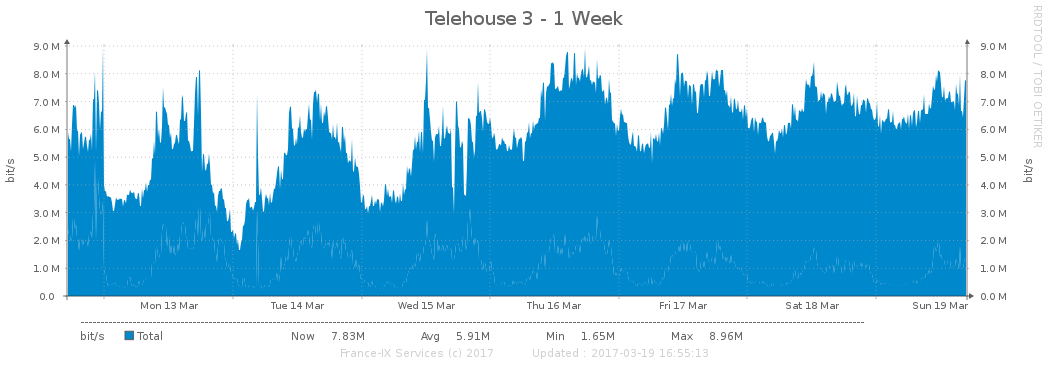 Telehouse 3 - 1 Week
RRDTOOL / TOBI OETIKER
bit/s
9.0 M 9.0 M
8.0 M 8.0 M
7.0 M 7.0 M
6.0 M 6.0 M
5.0 M 5.0 M
4.0 M 4.0 M
3.0 M 3.0 M
2.0 M 2.0 M
1.0 M 1.0 M
0.0 0.0 M
bit/s
Mon 13 Mar Tue 14 Mar Wed 15 Mar Thu 16 Mar Fri 17 Mar Sat 18 Mar Sun 19 Mar
bit/s Total Now 7.83M Avg 5.91M Min 1.65M Max 8.96M
France-IX Services (c) 2017 Updated : 2017-03-19 16:55:13